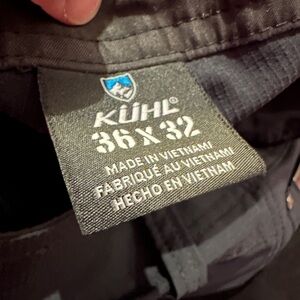 KÜHL®
36 X 32
MADE IN VIETNAM/
FABRIQUÉ AU VIETNAM/
HECHO EN VIETNAM